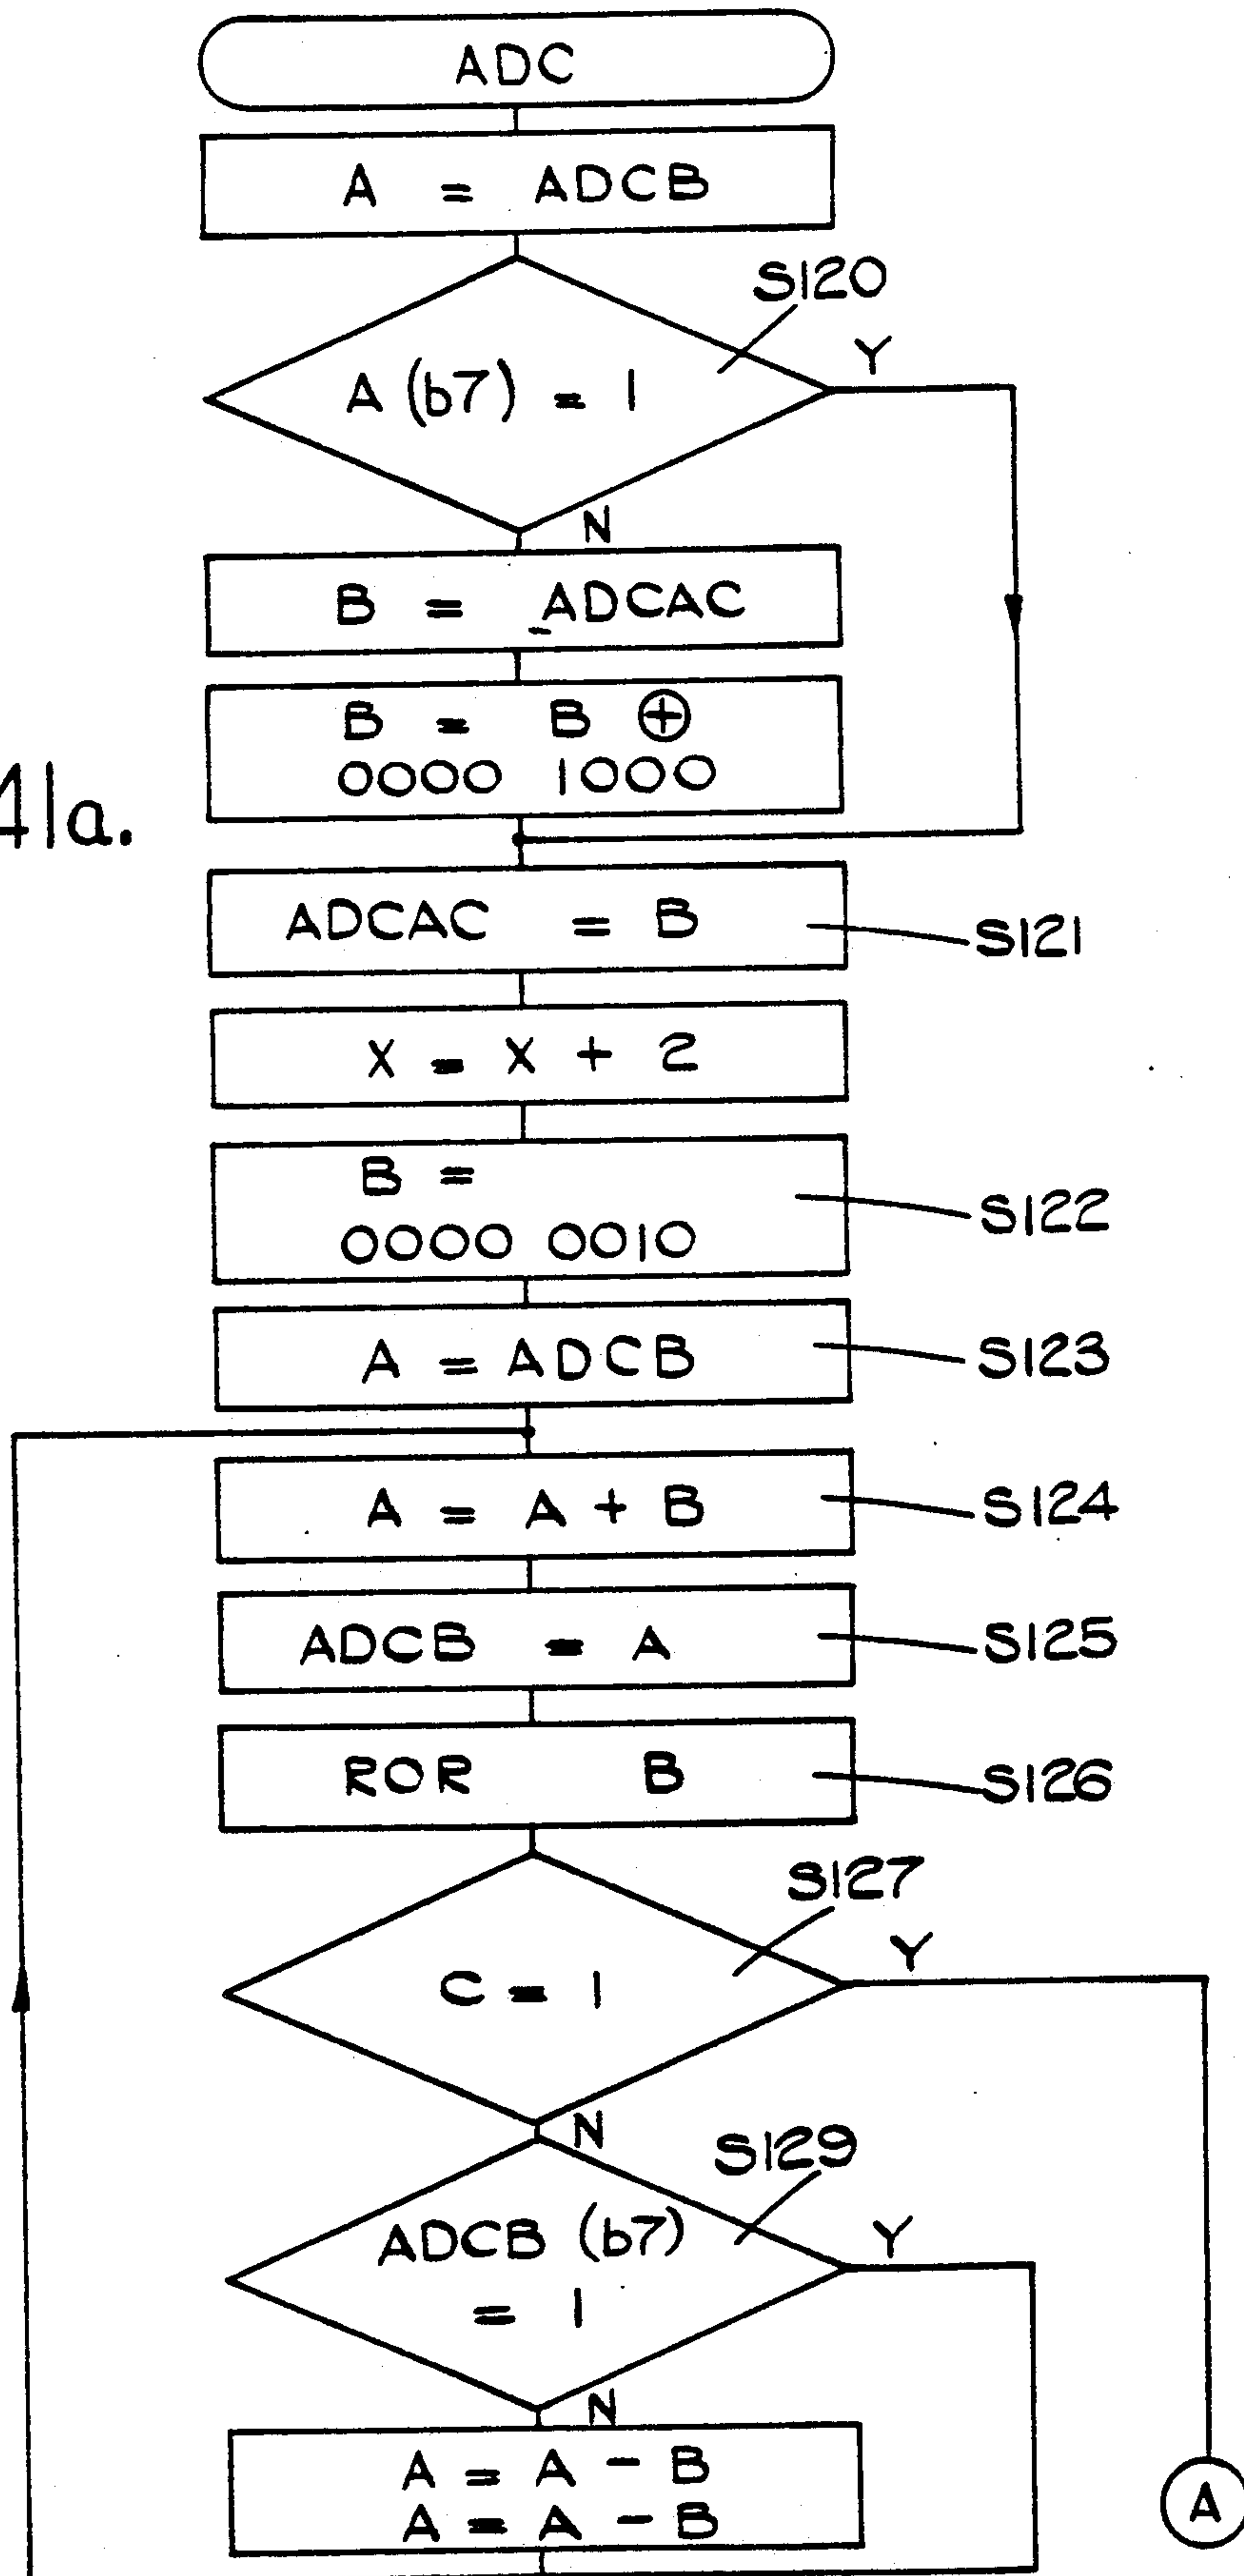 ADC
A = ADCB
S120
A (b7) = 1
Y
N
B = ADCAC
B = B ⊕
0000 1000
41a.
ADCAC = B
S121
X = X + 2
B =
0000 0010
S122
A = ADCB
S123
A = A + B
S124
ADCB = A
S125
ROR B
S126
S127
C = 1
Y
N
S129
ADCB (b7)
= 1
Y
N
A = A - B
A = A - B
A